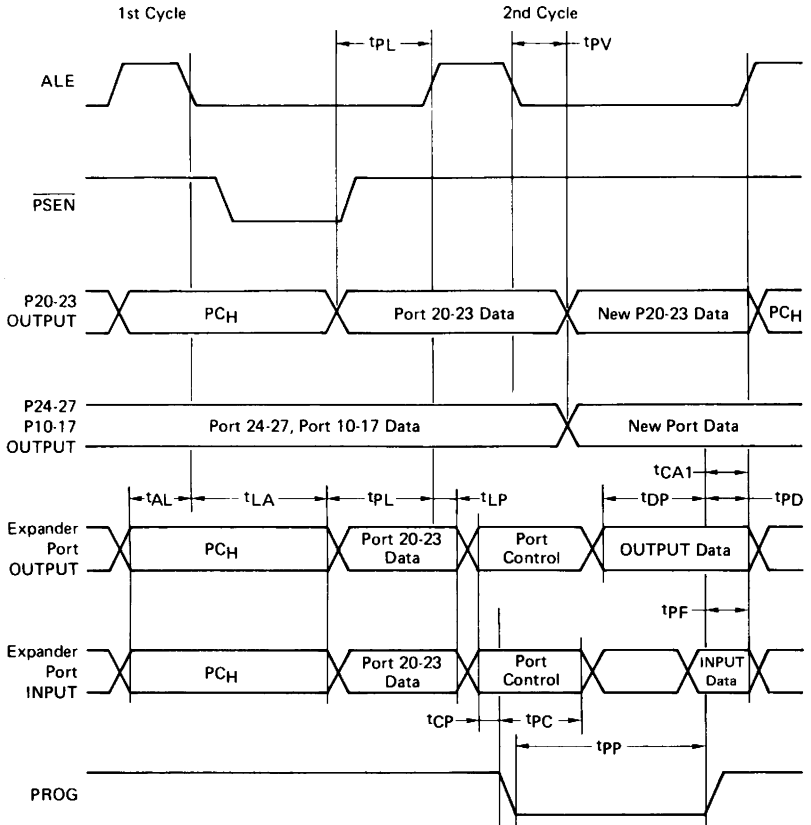 1st Cycle 2nd Cycle
tPL tPV
ALE
PSEN
P20-23
OUTPUT
PCH Port 20-23 Data New P20-23 Data PCH
P24-27
P10-17
OUTPUT
Port 24-27, Port 10-17 Data New Port Data
tCA1
tAL tLA tPL tLP tDP tPD
Expander
Port
OUTPUT
PCH Port 20-23
Data Port
Control OUTPUT Data
tPF
Expander
Port
INPUT
PCH Port 20-23
Data Port
Control INPUT
Data
tCP tPC
tPP
PROG